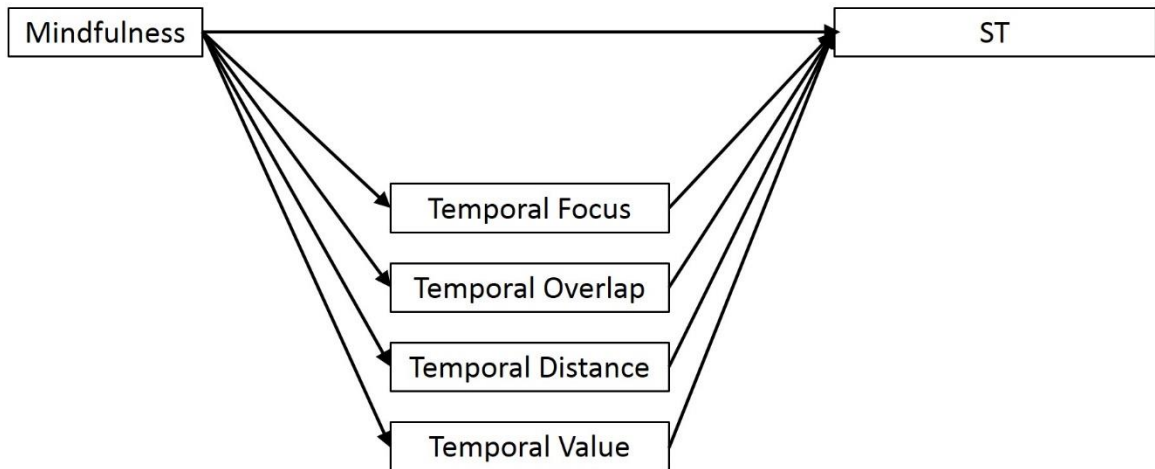 Mindfulness
ST
Temporal Focus
Temporal Overlap
Temporal Distance
Temporal Value